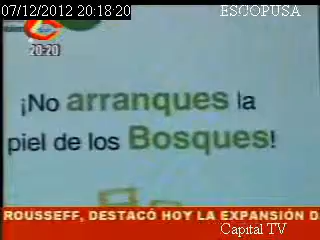 07/12/2012 20:18:20
ESCOPUSA
20:20
¡No arranques la
piel de los Bosques!
ROUSSEFF, DESTACÓ HOY LA EXPANSIÓN D
Capital TV